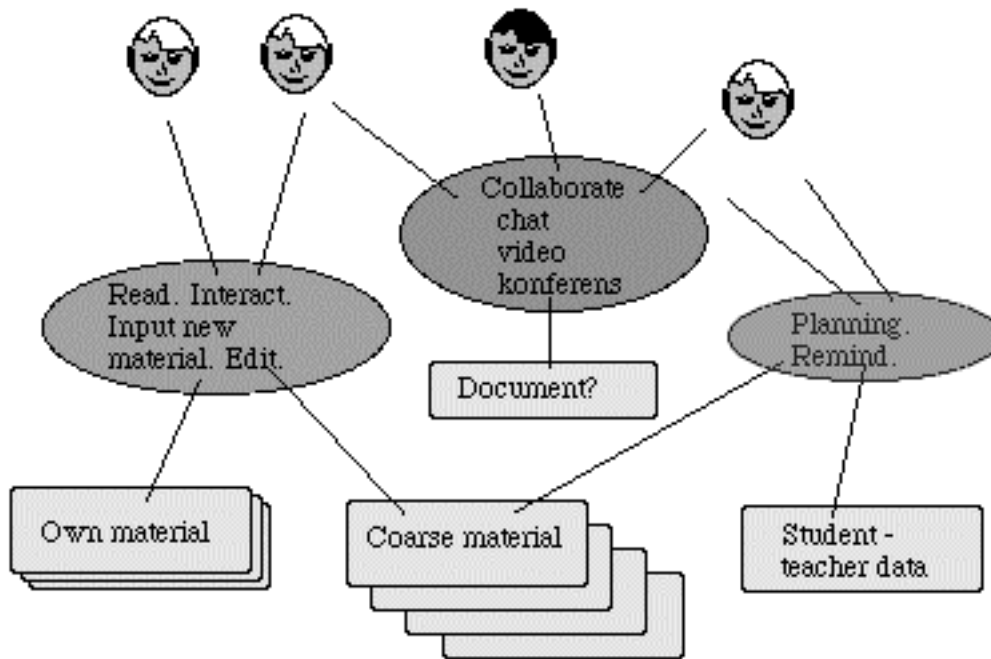 Collaborate
chat
video
konferens
Read. Interact.
Input new
material. Edit.
Planning.
Remind.
Document?
Own material
Coarse material
Student -
teacher data